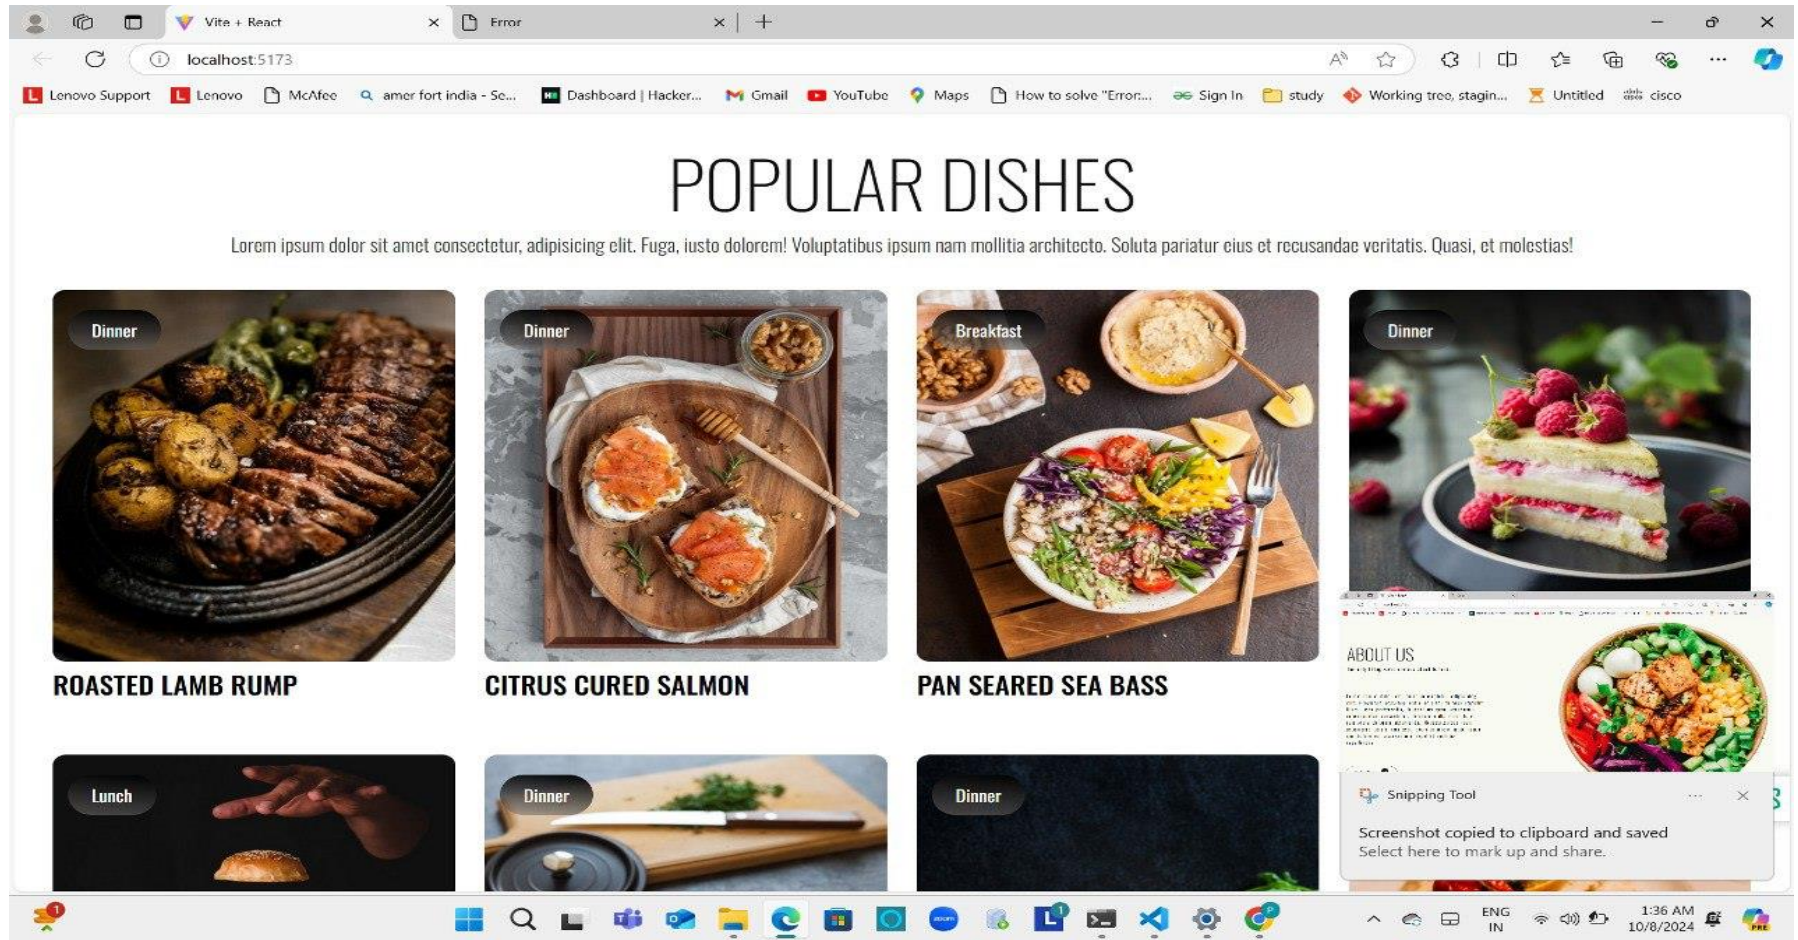 Vite + React
Error
localhost:5173
Lenovo Support
Lenovo
McAfee
amer fort india - Se...
Dashboard | Hacker...
Gmail
YouTube
Maps
How to solve "Error:...
Sign In
study
Working tree, stagin...
Untitled
cisco
POPULAR DISHES
Lorem ipsum dolor sit amet consectetur, adipisicing elit. Fuga, iusto dolorem! Voluptatibus ipsum nam mollitia architecto. Soluta pariatur eius et recusandae veritatis. Quasi, et molestias!
Dinner
Dinner
Breakfast
Dinner
ROASTED LAMB RUMP
CITRUS CURED SALMON
PAN SEARED SEA BASS
ABOUT US
Lunch
Dinner
Dinner
Snipping Tool
Screenshot copied to clipboard and saved
Select here to mark up and share.
1
zoom
L
1
P
ENG
IN
1:36 AM
10/8/2024
PRE